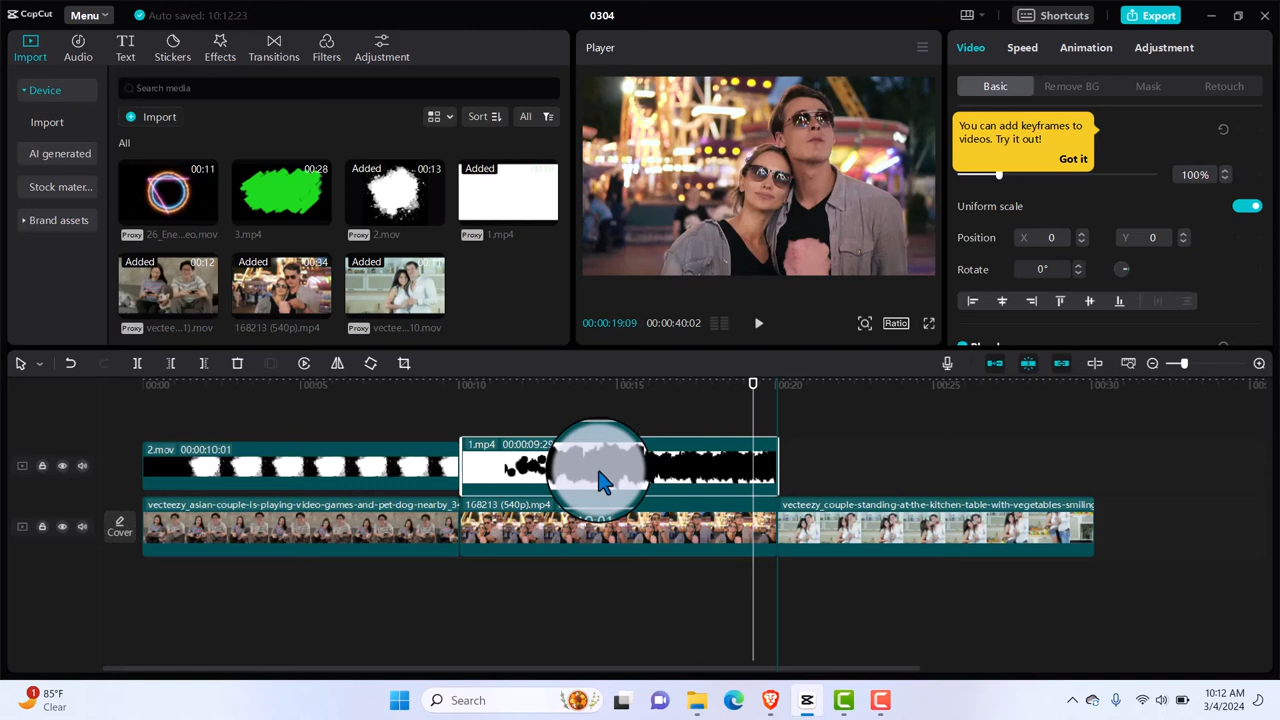 CapCut
Menu
Auto saved: 10:12:23
0304
Shortcuts
Export
Import
Audio
Text
Stickers
Effects
Transitions
Filters
Adjustment
Device
Import
AI generated
Stock mater...
Brand assets
Search media
Import
Sort
All
All
00:11
Proxy 26_Ene...eo.mov
00:28
Proxy 3.mp4
Added 00:13
Proxy 2.mov
Added
Proxy 1.mp4
Added 00:12
Proxy vectee...1).mov
Added 00:34
168213 (540p).mp4
Added
Proxy vectee...10.mov
Player
00:00:19:09
00:00:40:02
Ratio
Video
Speed
Animation
Adjustment
Basic
Remove BG
Mask
Retouch
You can add keyframes to
videos. Try it out!
Got it
100%
Uniform scale
Position X 0 Y 0
Rotate 0°
00:00
00:05
00:10
00:15
00:20
00:25
00:30
2.mov 00:00:10:01
1.mp4 00:00:09:29
Cover
vecteezy_asian-couple-is-playing-video-games-and-pet-dog-nearby_3
168213 (540p).mp4
vecteezy_couple-standing-at-the-kitchen-table-with-vegetables-smiling
1
85°F
Clear
Search
10:12 AM
3/4/2024